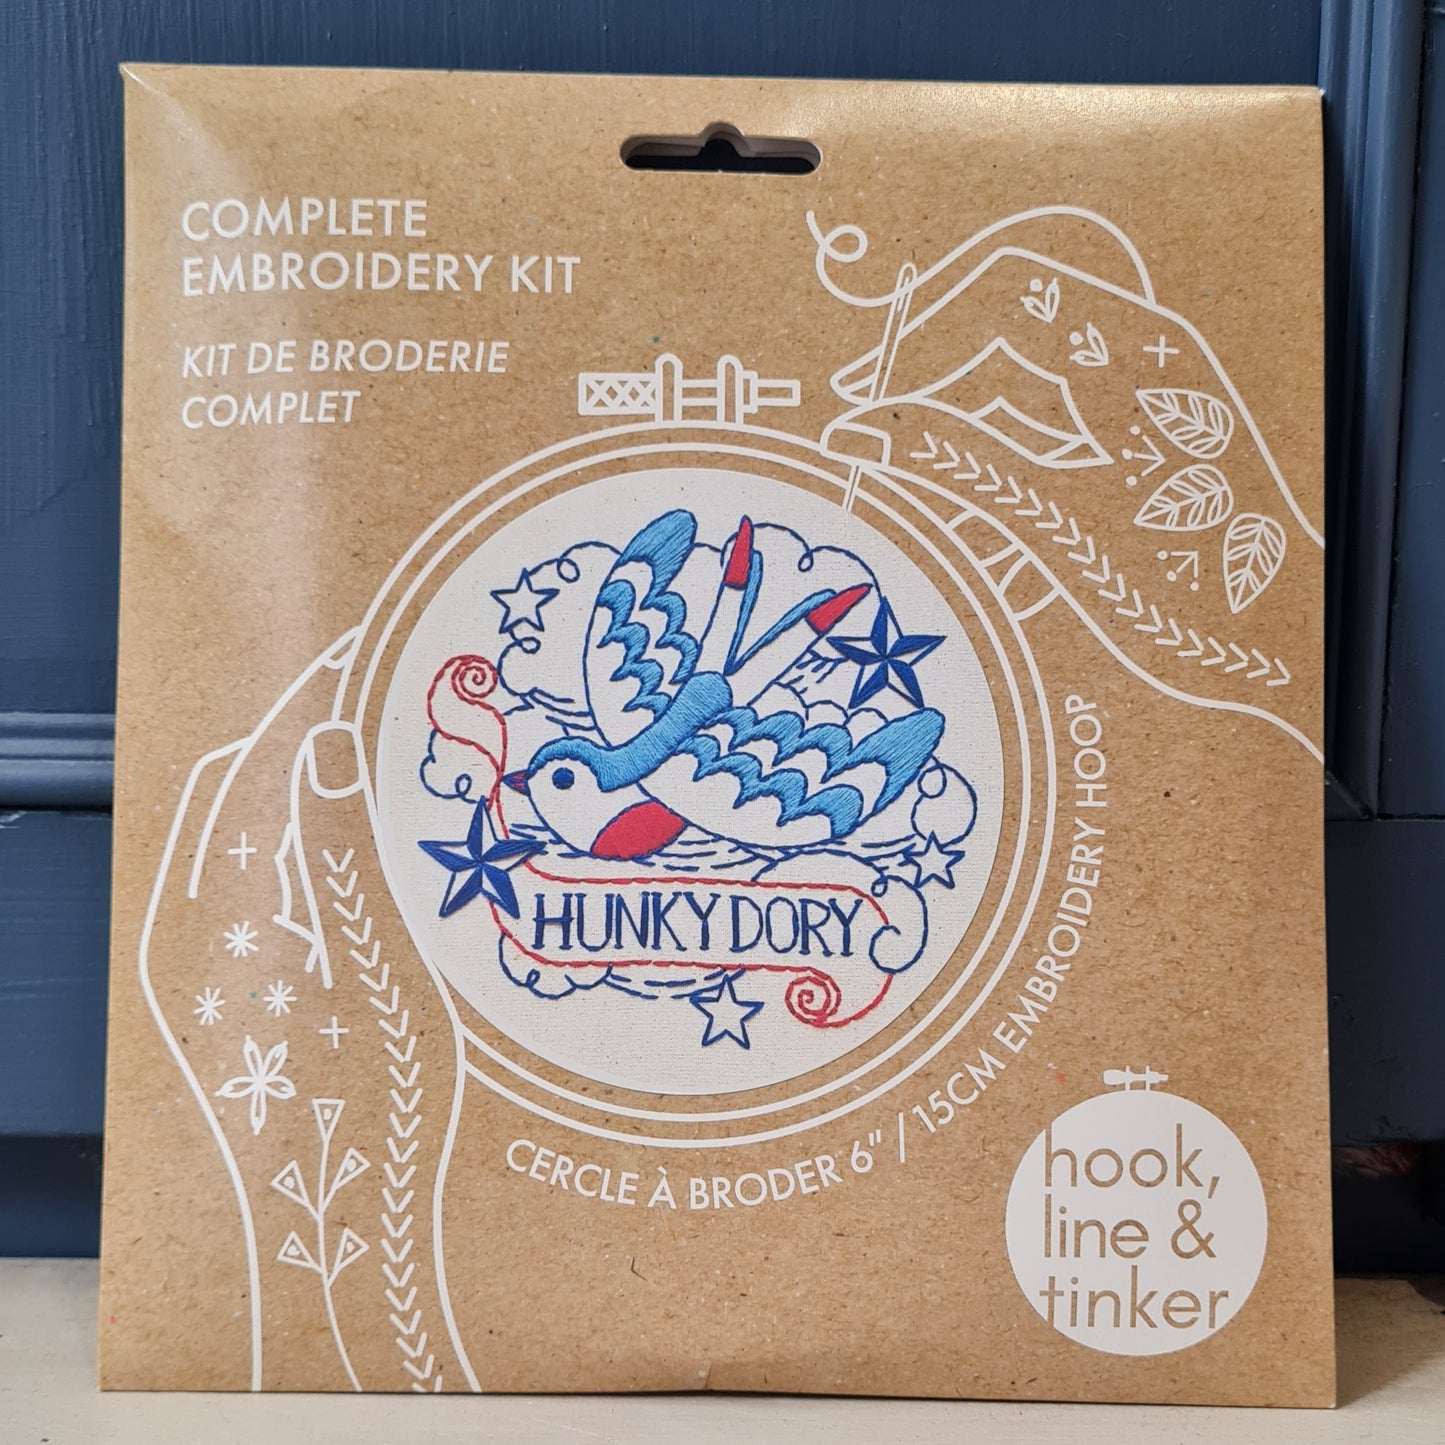 COMPLETE
EMBROIDERY KIT
KIT DE BRODERIE
COMPLET
HUNKY DORY
CERCLE À BRODER 6" / 15CM EMBROIDERY HOOP
hook,
line &
tinker